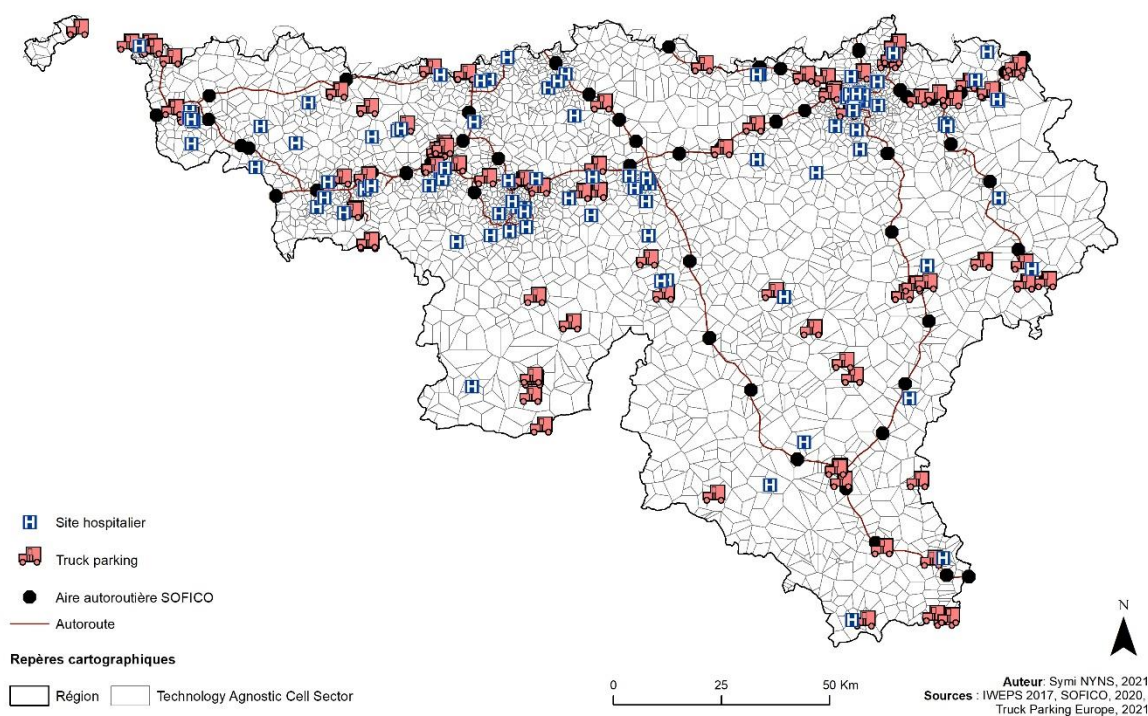 Site hospitalier
Truck parking
Aire autoroutière SOFICO
Autoroute
Repères cartographiques
Région
Technology Agnostic Cell Sector
0
25
50 Km
N
Auteur: Symi NYNS, 2021
Sources : IWEPS 2017, SOFICO, 2020,
Truck Parking Europe, 2021